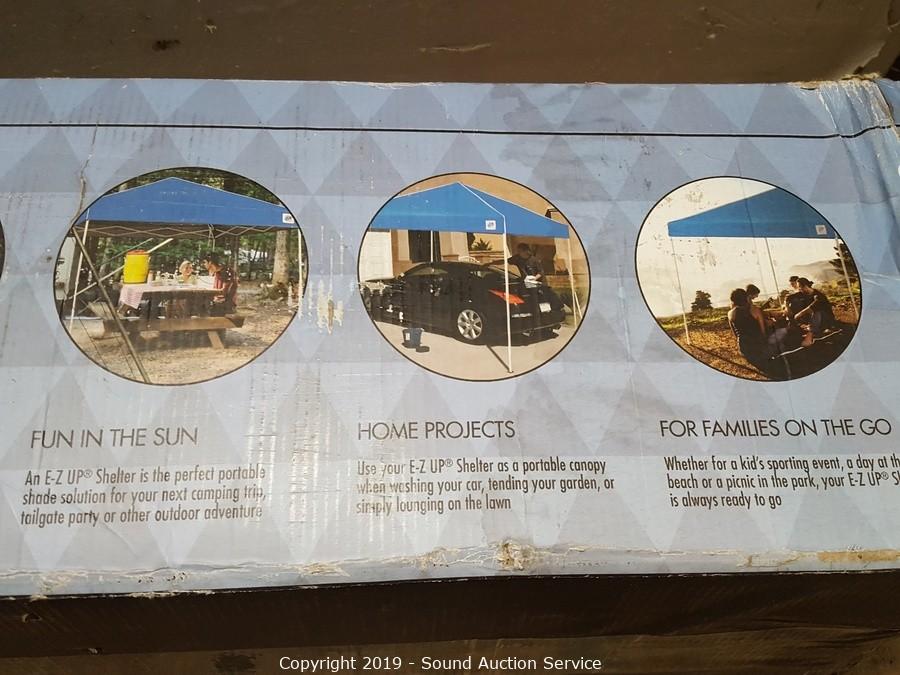 FUN IN THE SUN
An E-Z UP® Shelter is the perfect portable
shade solution for your next camping trip,
tailgate party or other outdoor adventure
HOME PROJECTS
Use your E-Z UP® Shelter as a portable canopy
when washing your car, tending your garden, or
simply lounging on the lawn
FOR FAMILIES ON THE GO
Whether for a kid's sporting event, a day at th
beach or a picnic in the park, your E-Z UP® S
is always ready to go
Copyright 2019 - Sound Auction Service